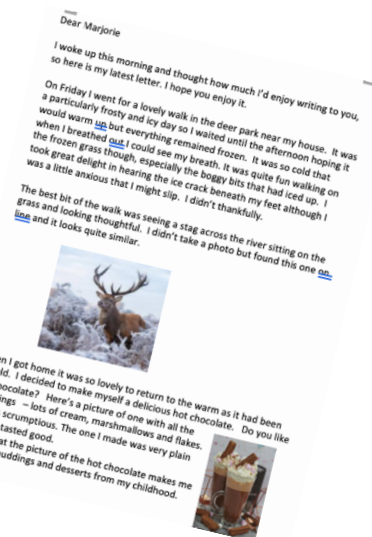 Dear Marjorie
I woke up this morning and thought how much I'd enjoy writing to you,
so here is my latest letter. I hope you enjoy it.
On Friday I went for a lovely walk in the deer park near my house. It was
a particularly frosty and icy day so I waited until the afternoon hoping it
would warm up but everything remained frozen. It was so cold that
when I breathed out I could see my breath. It was quite fun walking on
the frozen grass though, especially the boggy bits that had iced up. I
took great delight in hearing the ice crack beneath my feet although I
was a little anxious that I might slip. I didn't thankfully.
The best bit of the walk was seeing a stag across the river sitting on the
grass and looking thoughtful. I didn't take a photo but found this one on
line and it looks quite similar.
n I got home it was so lovely to return to the warm as it had been
ld. I decided to make myself a delicious hot chocolate. Do you like
ocolate? Here's a picture of one with all the
ings – lots of cream, marshmallows and flakes.
scrumptious. The one I made was very plain
tasted good.
at the picture of the hot chocolate makes me
uddings and desserts from my childhood.